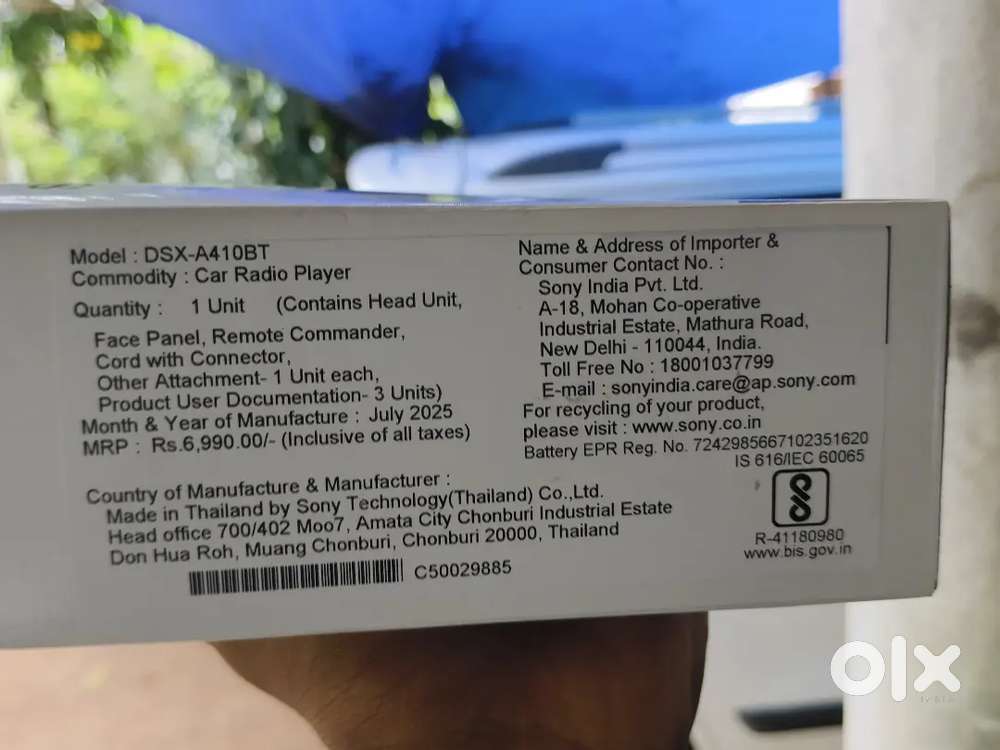 Model : DSX-A410BT
Commodity : Car Radio Player
Quantity : 1 Unit (Contains Head Unit,
Face Panel, Remote Commander,
Cord with Connector,
Other Attachment- 1 Unit each,
Product User Documentation- 3 Units)
Month & Year of Manufacture : July 2025
MRP : Rs.6,990.00/- (Inclusive of all taxes)
Name & Address of Importer &
Consumer Contact No. :
Sony India Pvt. Ltd.
A-18, Mohan Co-operative
Industrial Estate, Mathura Road,
New Delhi - 110044, India.
Toll Free No : 18001037799
E-mail : sonyindia.care@ap.sony.com
For recycling of your product,
please visit : www.sony.co.in
Battery EPR Reg. No. 7242985667102351620
IS 616/IEC 60065
R-41180980
www.bis.gov.in
Country of Manufacture & Manufacturer :
Made in Thailand by Sony Technology(Thailand) Co.,Ltd.
Head office 700/402 Moo7, Amata City Chonburi Industrial Estate
Don Hua Roh, Muang Chonburi, Chonburi 20000, Thailand
C50029885
olx